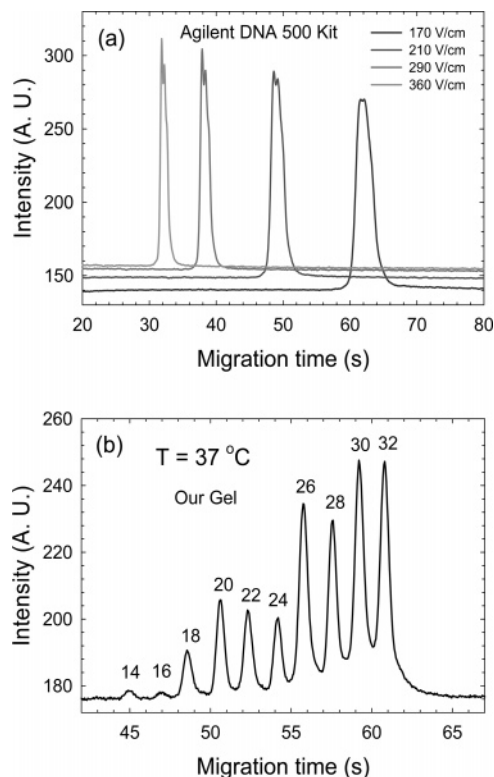 (a)
Agilent DNA 500 Kit
170 V/cm
210 V/cm
290 V/cm
360 V/cm
300
250
200
150
Intensity (A. U.)
20 30 40 50 60 70 80
Migration time (s)
(b)
T = 37 °C
Our Gel
260
240
220
200
180
Intensity (A. U.)
14 16 18 20 22 24 26 28 30 32
45 50 55 60 65
Migration time (s)